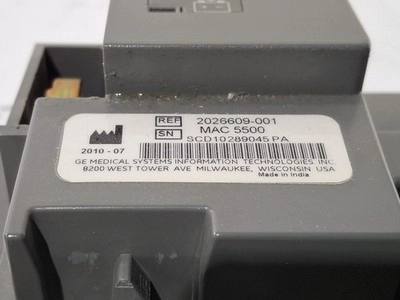 REF 2026609-001
MAC 5500
SN SCD10289045 PA
2010 - 07
GE MEDICAL SYSTEMS INFORMATION TECHNOLOGIES, INC.
8200 WEST TOWER AVE MILWAUKEE, WISCONSIN USA
Made in India